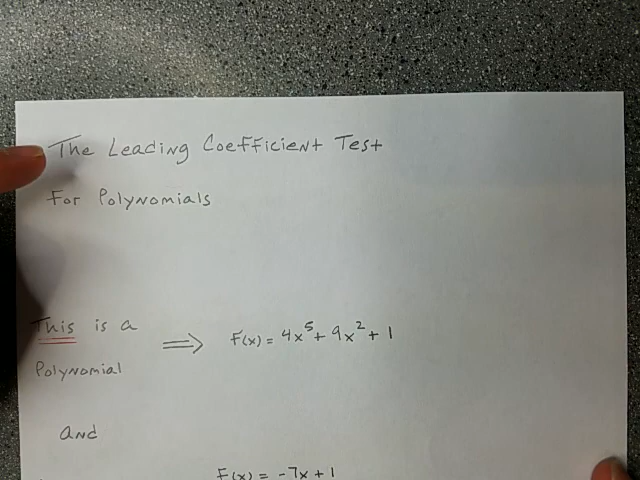 The Leading Coefficient Test
For Polynomials
This is a
Polynomial
⟹ F(x) = 4x⁵ + 9x² + 1
and
F(x) = -7x + 1